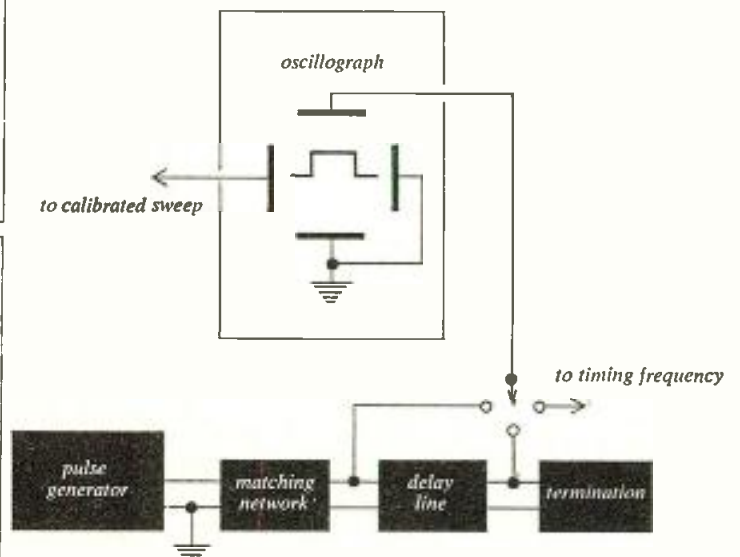 oscillograph
to calibrated sweep
to timing frequency
pulse
generator
matching
network
delay
line
termination